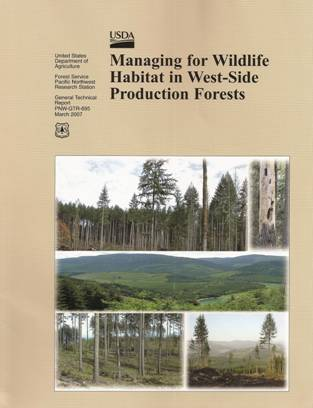 USDA
United States
Department of
Agriculture
Forest Service
Pacific Northwest
Research Station
General Technical
Report
PNW-GTR-695
March 2007
Managing for Wildlife
Habitat in West-Side
Production Forests